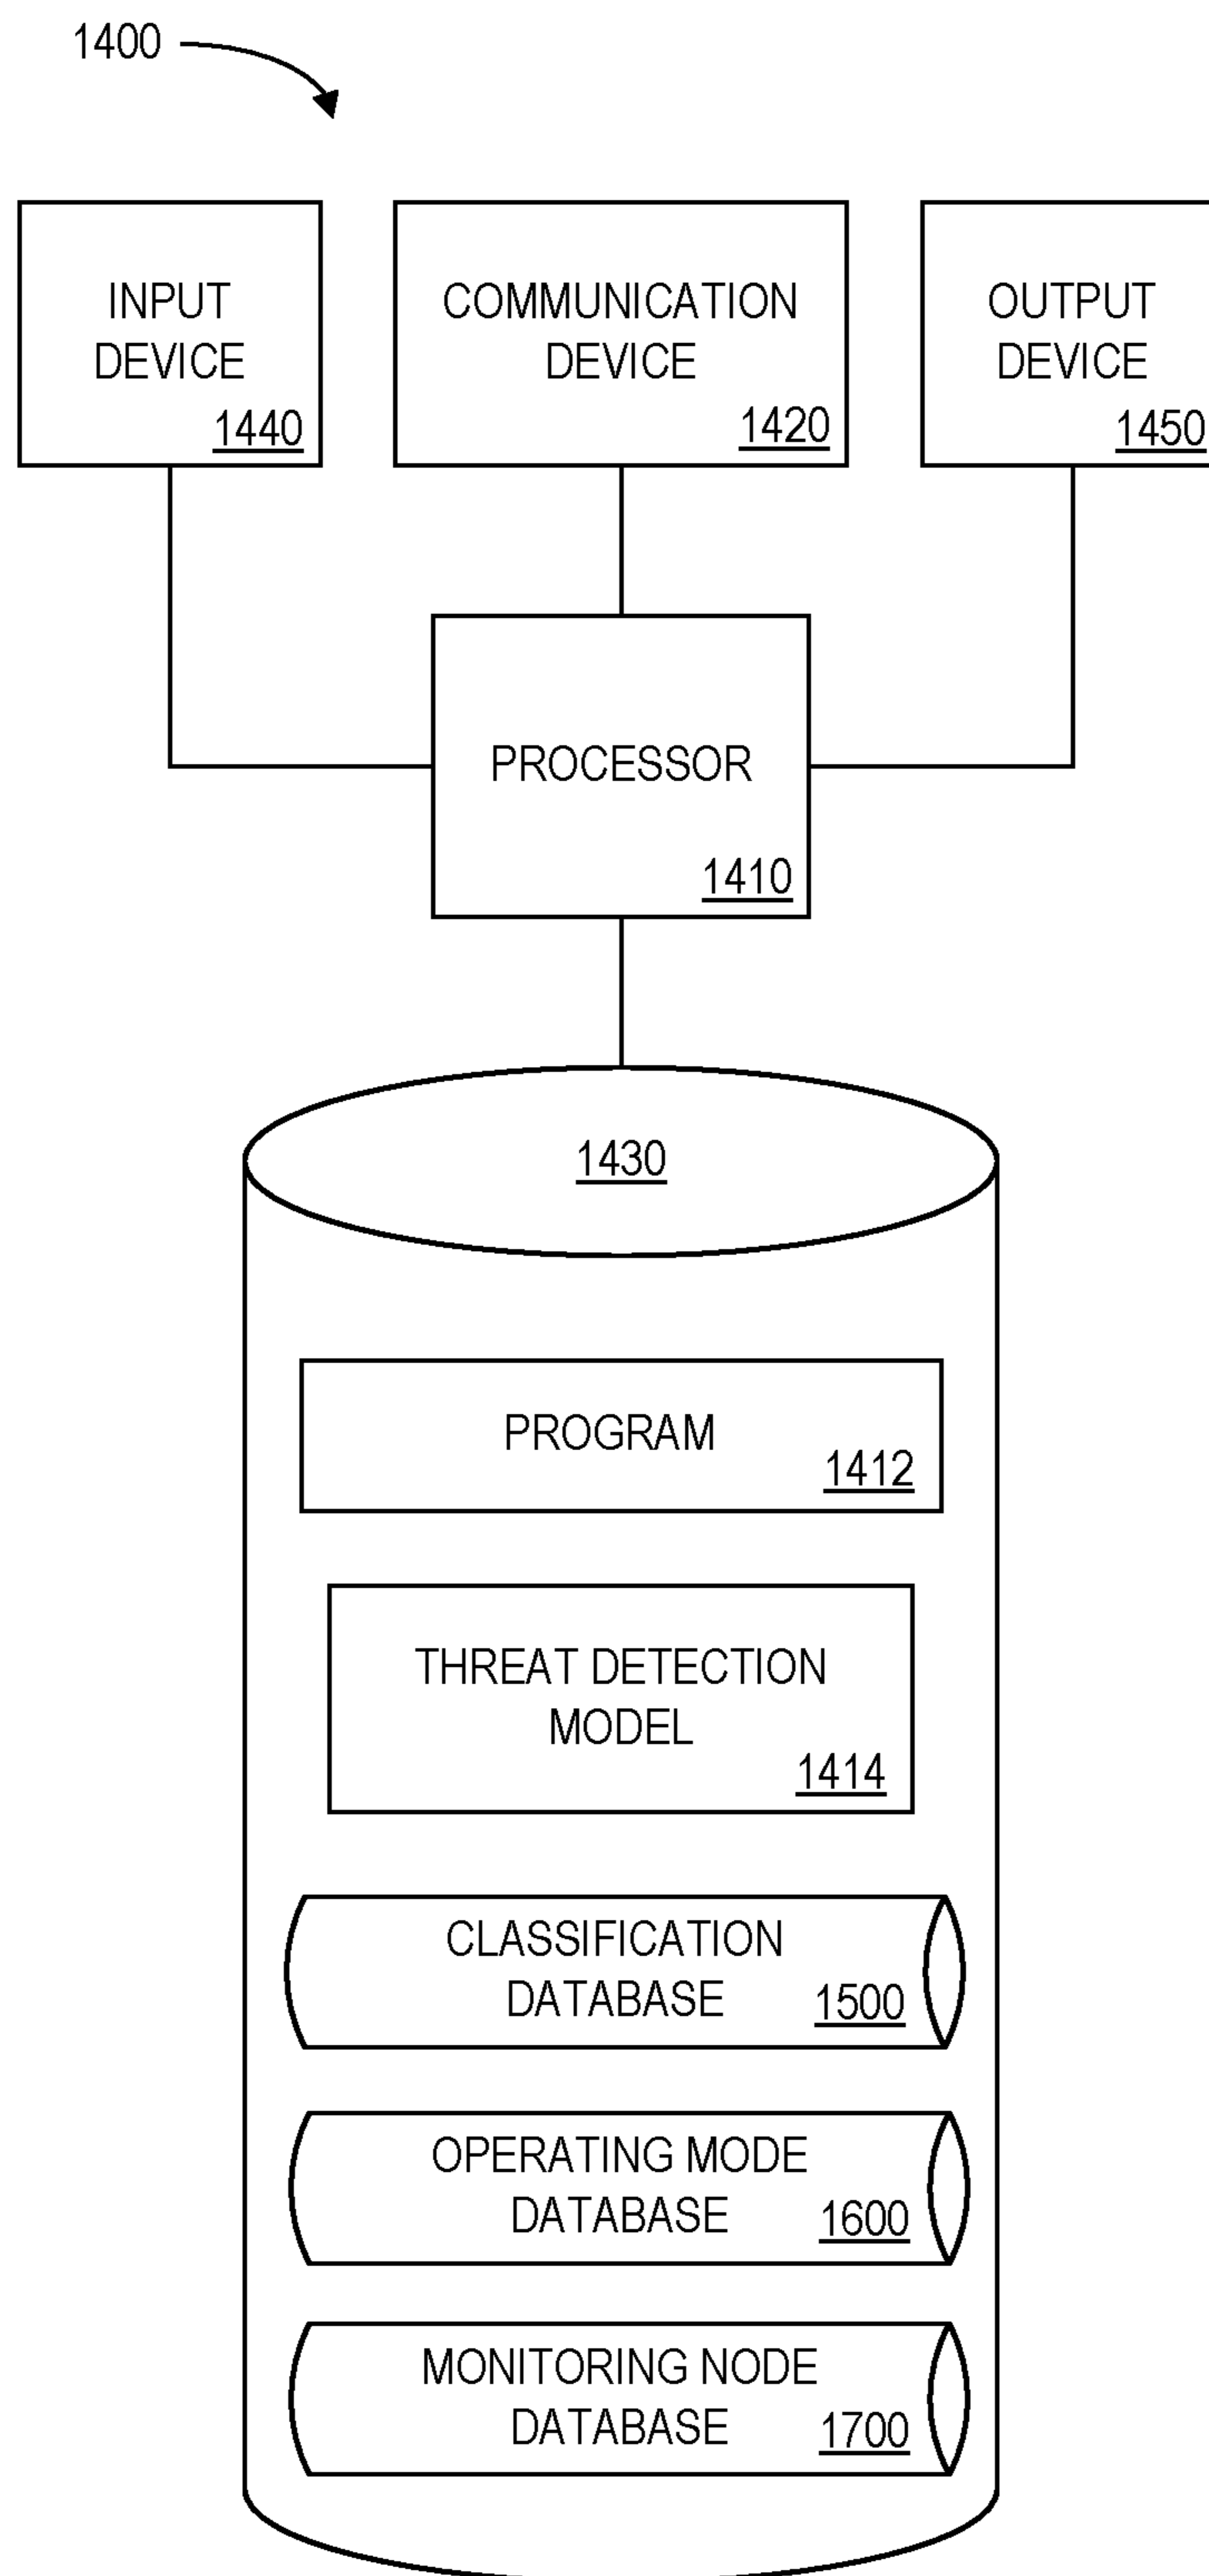 1400
INPUT
DEVICE
1440
COMMUNICATION
DEVICE
1420
OUTPUT
DEVICE
1450
PROCESSOR
1410
1430
PROGRAM
1412
THREAT DETECTION
MODEL
1414
CLASSIFICATION
DATABASE
1500
OPERATING MODE
DATABASE
1600
MONITORING NODE
DATABASE
1700